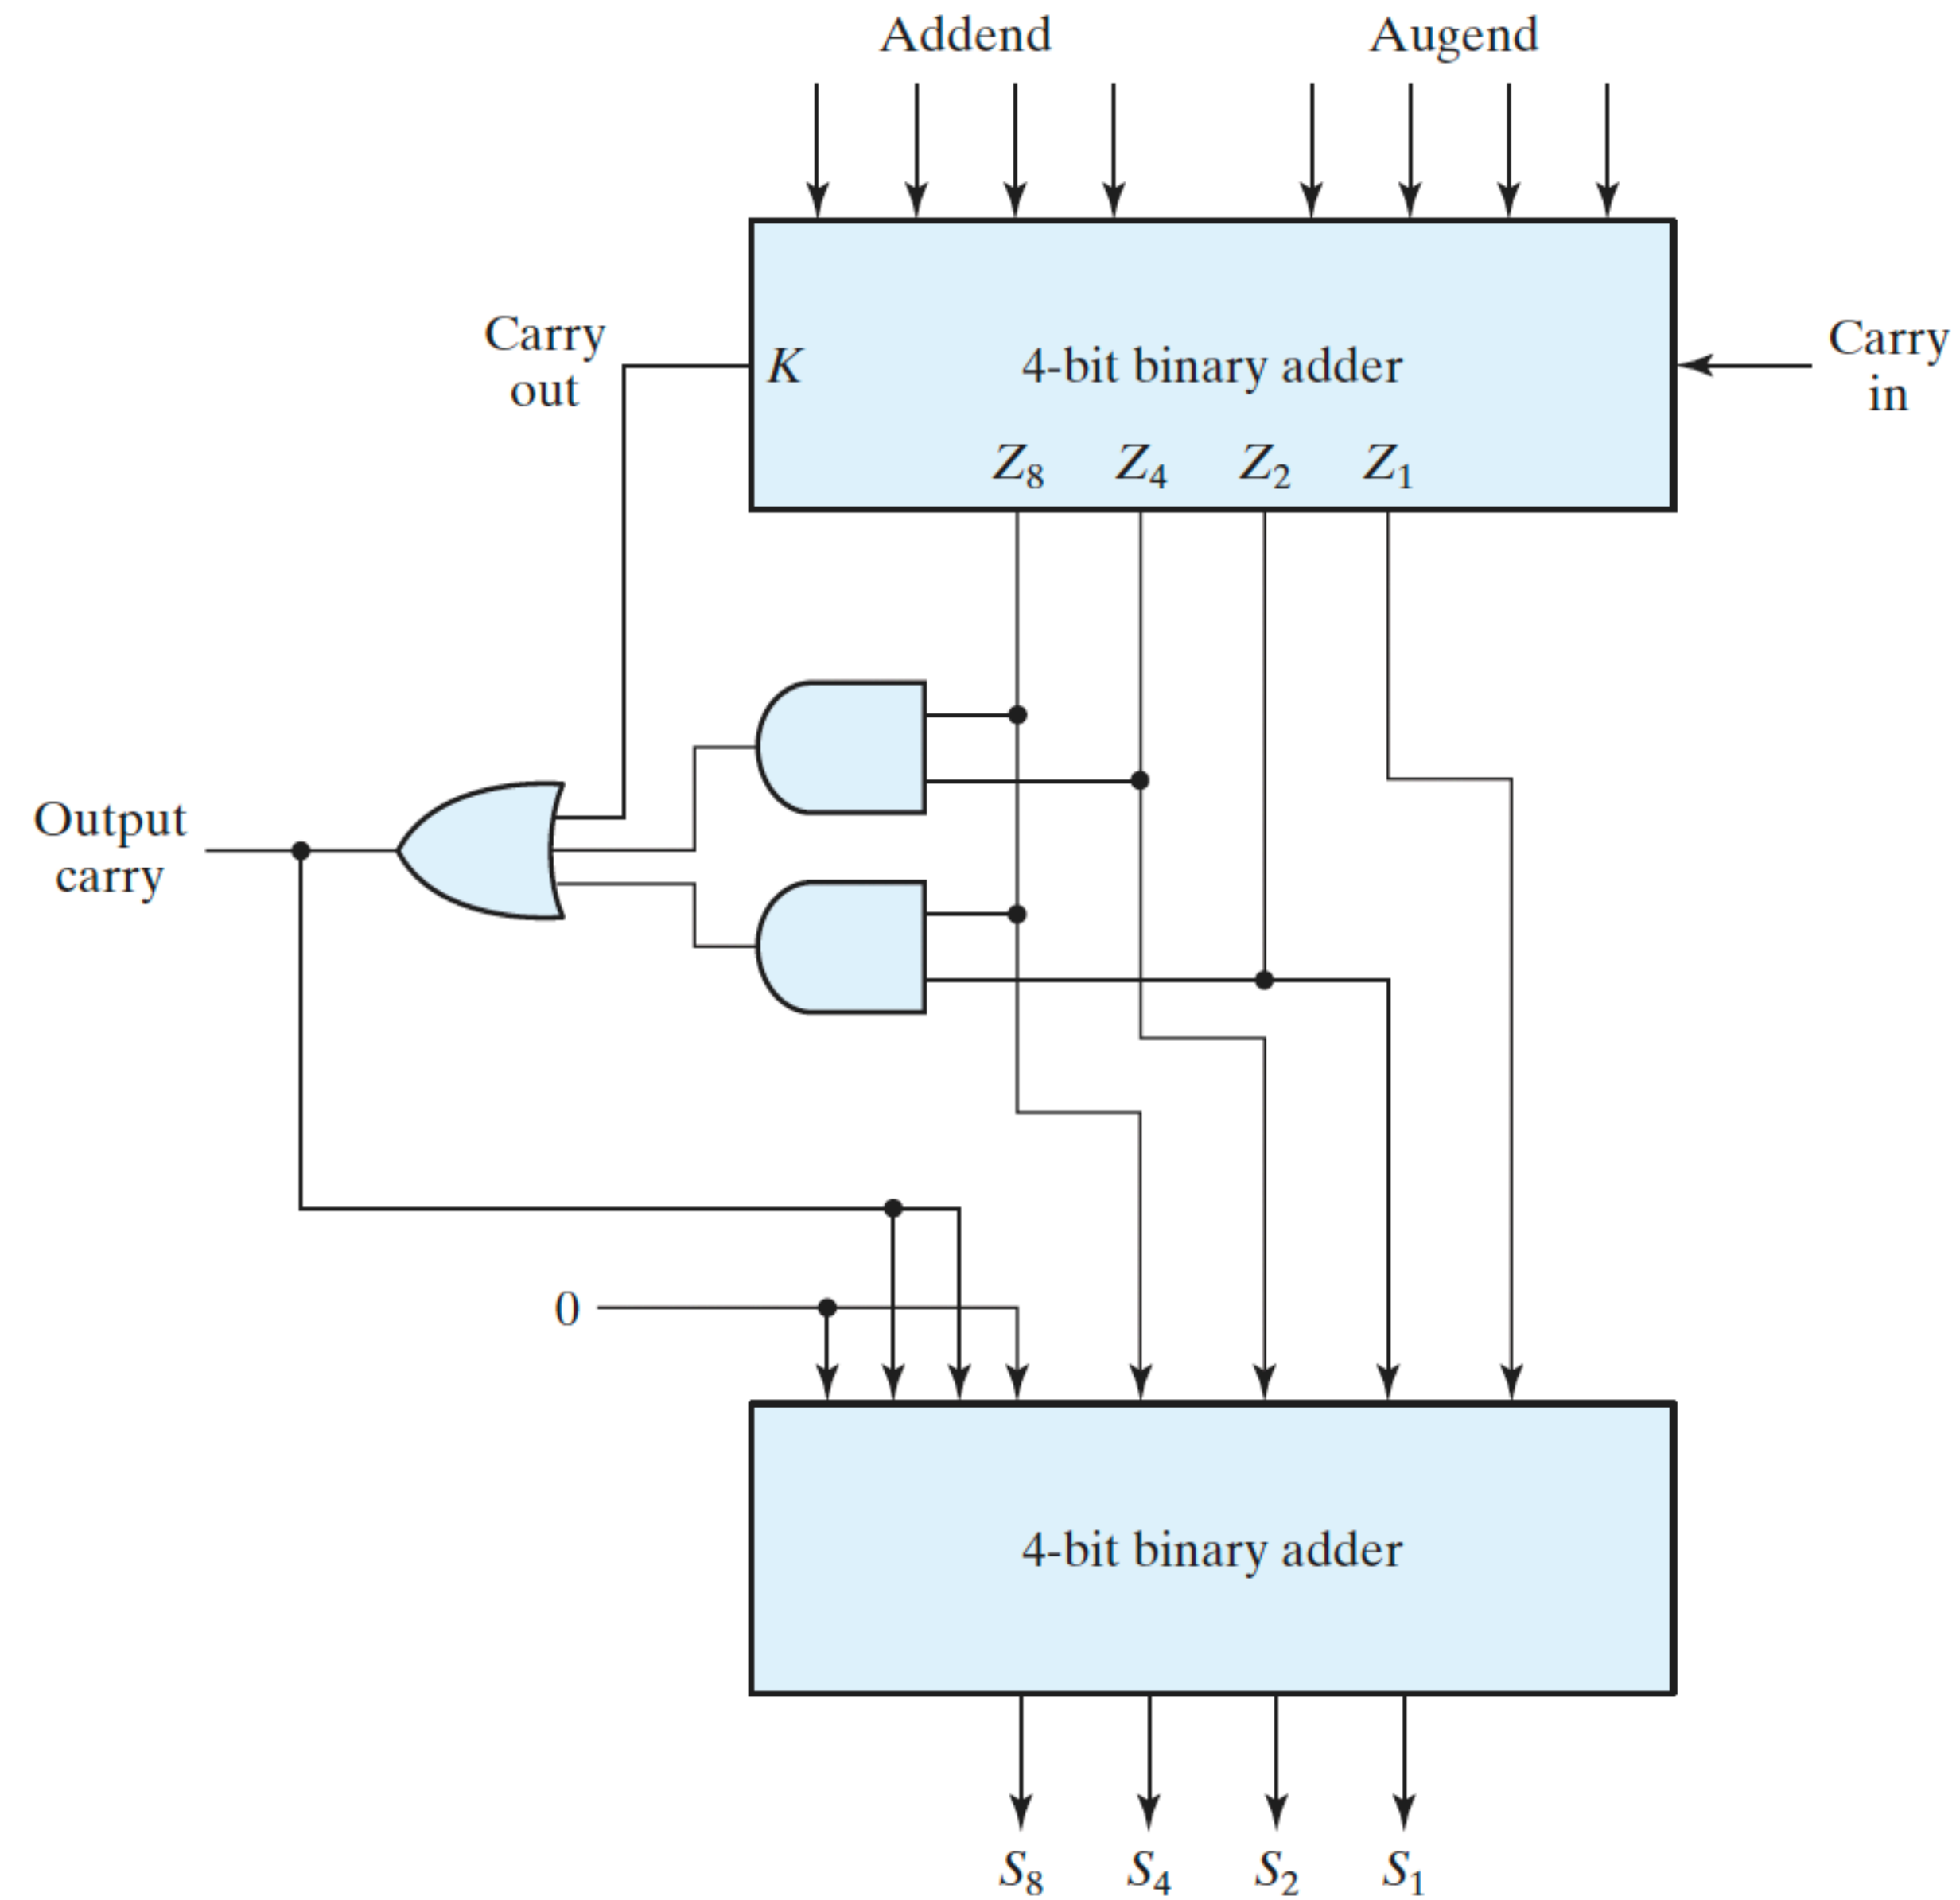 Addend
Augend
Carry
out
K
4-bit binary adder
Carry
in
Z₈ Z₄ Z₂ Z₁
Output
carry
0
4-bit binary adder
S₈ S₄ S₂ S₁